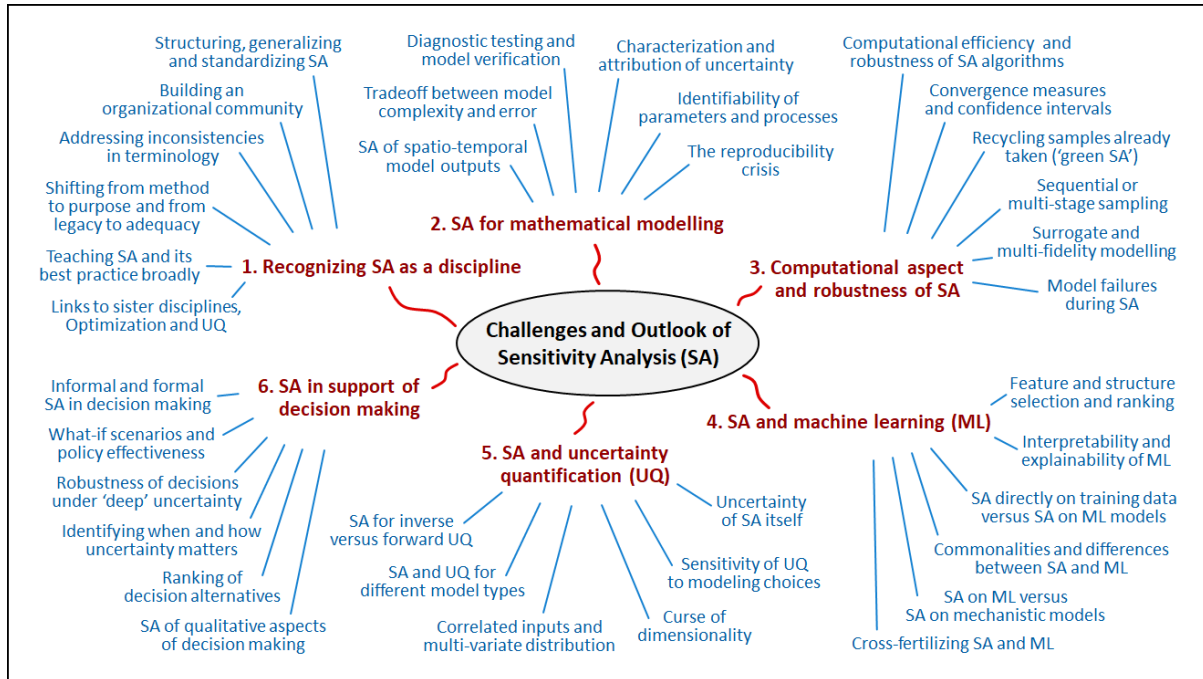 Challenges and Outlook of
Sensitivity Analysis (SA)
1. Recognizing SA as a discipline
Structuring, generalizing
and standardizing SA
Building an
organizational community
Addressing inconsistencies
in terminology
Shifting from method
to purpose and from
legacy to adequacy
Teaching SA and its
best practice broadly
Links to sister disciplines,
Optimization and UQ
2. SA for mathematical modelling
Diagnostic testing and
model verification
Tradeoff between model
complexity and error
SA of spatio-temporal
model outputs
Characterization and
attribution of uncertainty
Identifiability of
parameters and processes
The reproducibility
crisis
3. Computational aspect
and robustness of SA
Computational efficiency and
robustness of SA algorithms
Convergence measures
and confidence intervals
Recycling samples already
taken (‘green SA’)
Sequential or
multi-stage sampling
Surrogate and
multi-fidelity modelling
Model failures
during SA
4. SA and machine learning (ML)
Feature and structure
selection and ranking
Interpretability and
explainability of ML
SA directly on training data
versus SA on ML models
Commonalities and differences
between SA and ML
SA on ML versus
SA on mechanistic models
Cross-fertilizing SA and ML
5. SA and uncertainty
quantification (UQ)
Uncertainty
of SA itself
Sensitivity of UQ
to modeling choices
Curse of
dimensionality
Correlated inputs and
multi-variate distribution
SA and UQ for
different model types
SA for inverse
versus forward UQ
6. SA in support of
decision making
Informal and formal
SA in decision making
What-if scenarios and
policy effectiveness
Robustness of decisions
under ‘deep’ uncertainty
Identifying when and how
uncertainty matters
Ranking of
decision alternatives
SA of qualitative aspects
of decision making